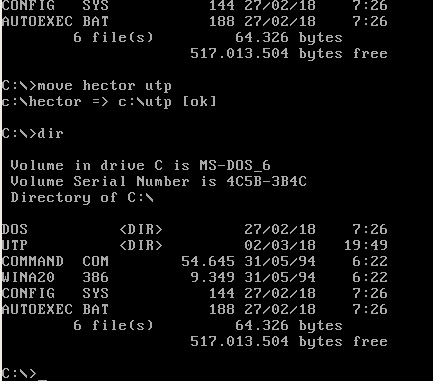 CONFIG   SYS           144 27/02/18    7:26
AUTOEXEC BAT           188 27/02/18    7:26
        6 file(s)         64.326 bytes
                     517.013.504 bytes free
C:\>move hector utp
c:\hector => c:\utp [ok]
C:\>dir
 Volume in drive C is MS-DOS_6
 Volume Serial Number is 4C5B-3B4C
 Directory of C:\
DOS          <DIR>         27/02/18    7:26
UTP          <DIR>         02/03/18   19:49
COMMAND  COM        54.645 31/05/94    6:22
WINA20   386         9.349 31/05/94    6:22
CONFIG   SYS           144 27/02/18    7:26
AUTOEXEC BAT           188 27/02/18    7:26
        6 file(s)         64.326 bytes
                     517.013.504 bytes free
C:\>_